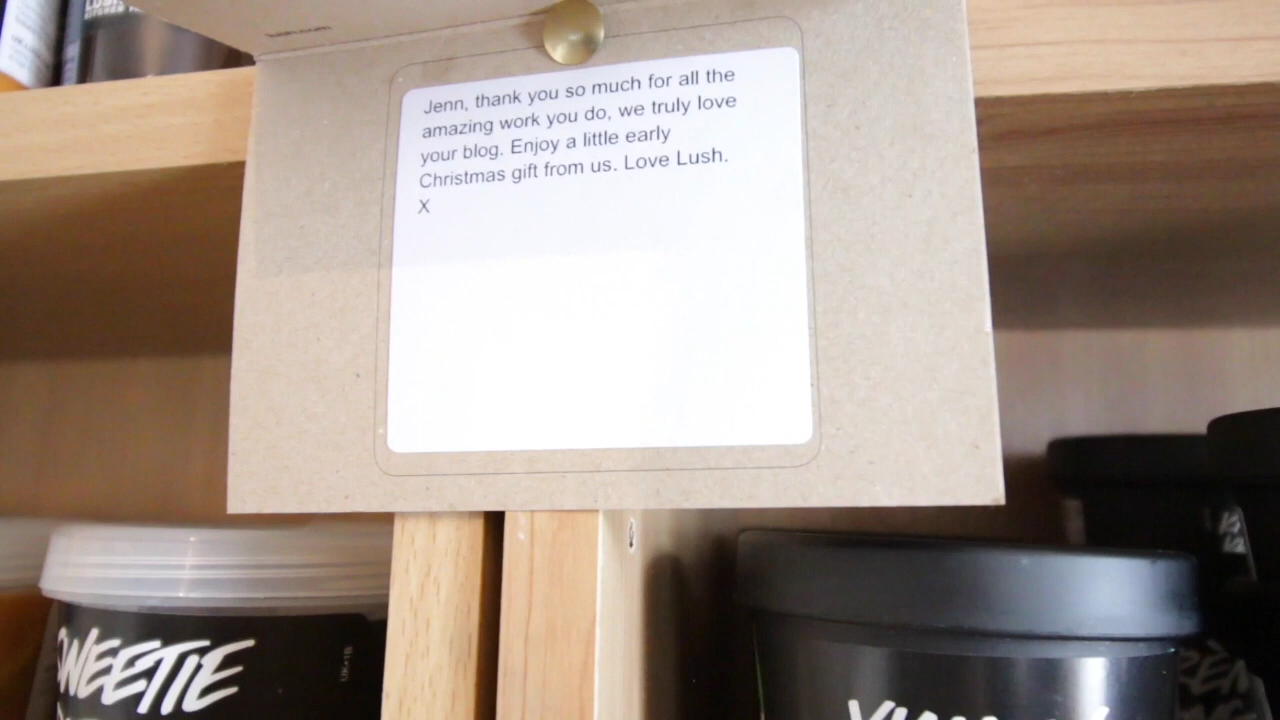 Jenn, thank you so much for all the
amazing work you do, we truly love
your blog. Enjoy a little early
Christmas gift from us. Love Lush.
X
SWEETIE